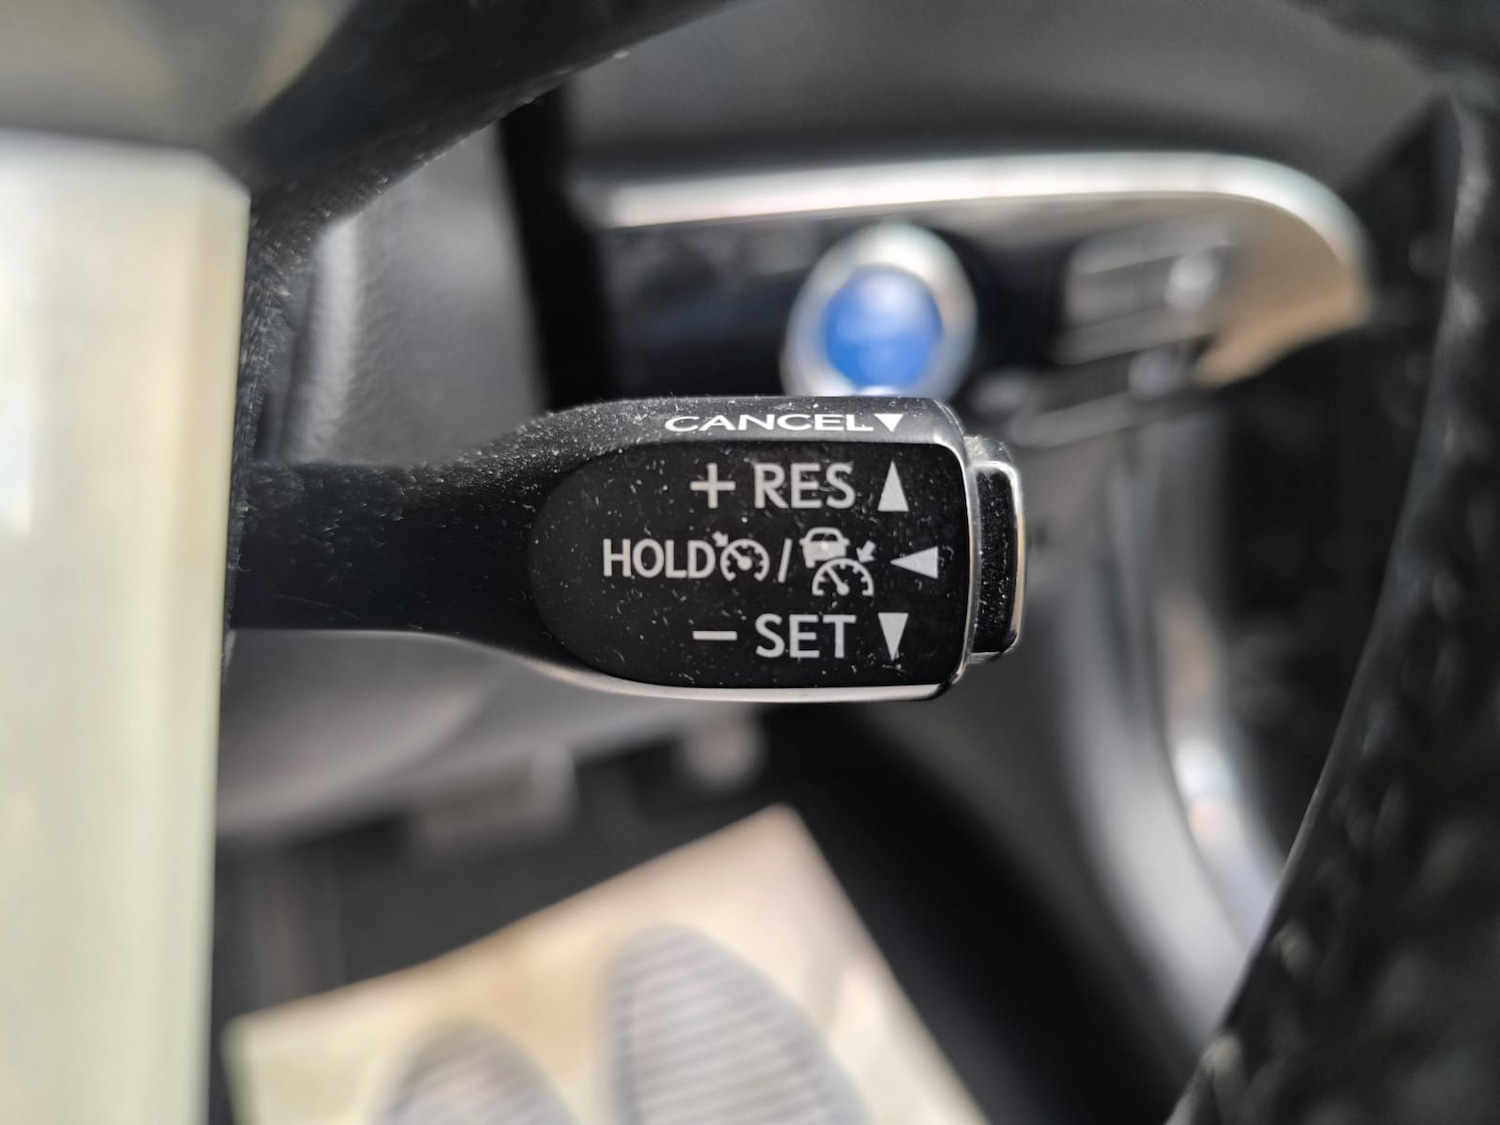 CANCEL▼
+ RES ▲
HOLD / ◀
− SET ▼